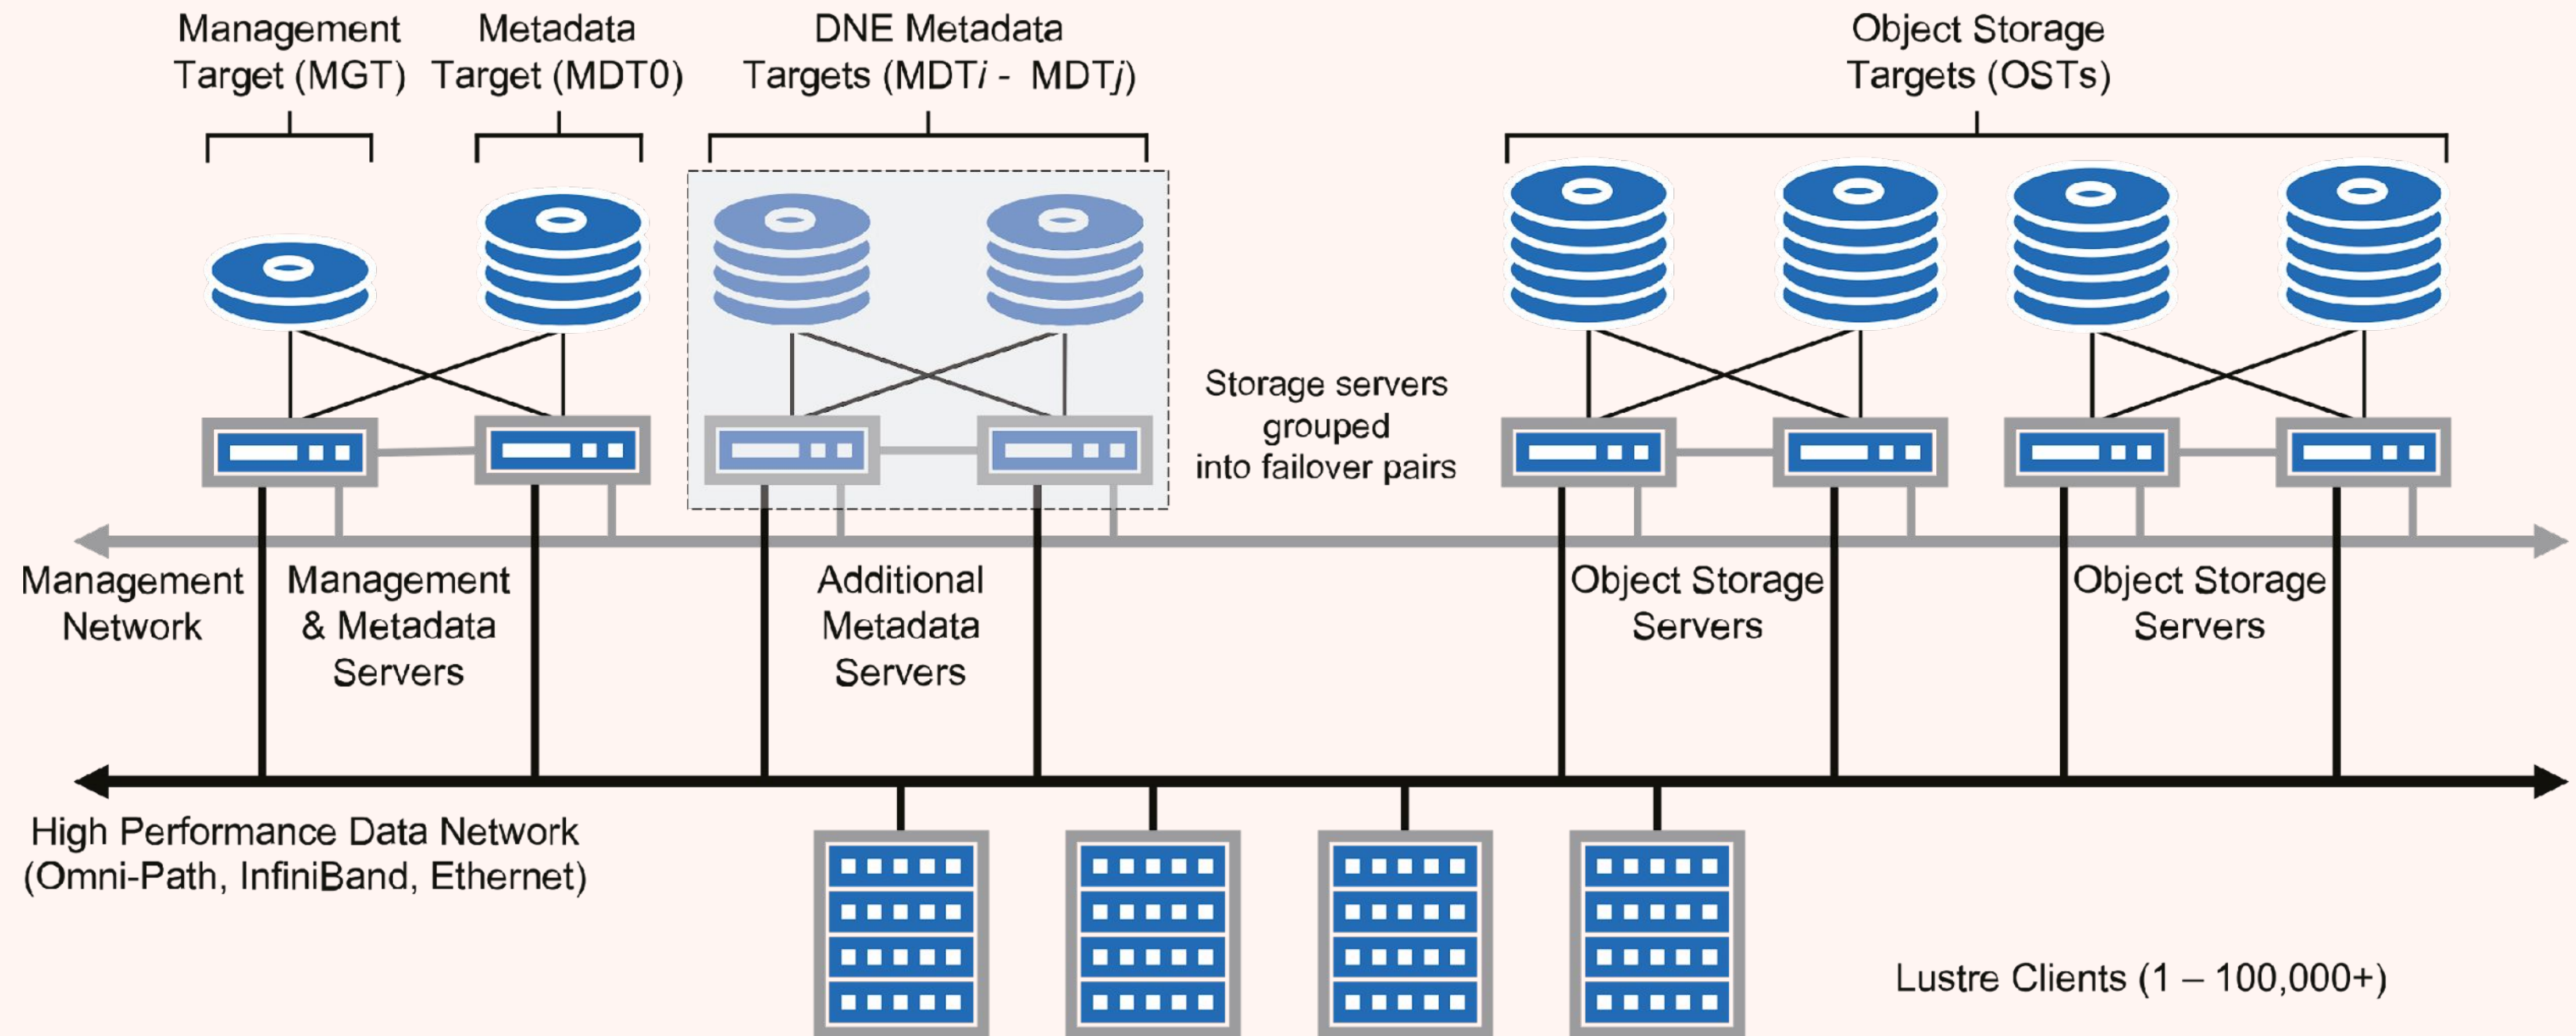 Management
Target (MGT)
Metadata
Target (MDT0)
DNE Metadata
Targets (MDTi - MDTj)
Object Storage
Targets (OSTs)
Storage servers
grouped
into failover pairs
Management
Network
Management
& Metadata
Servers
Additional
Metadata
Servers
Object Storage
Servers
Object Storage
Servers
High Performance Data Network
(Omni-Path, InfiniBand, Ethernet)
Lustre Clients (1 – 100,000+)